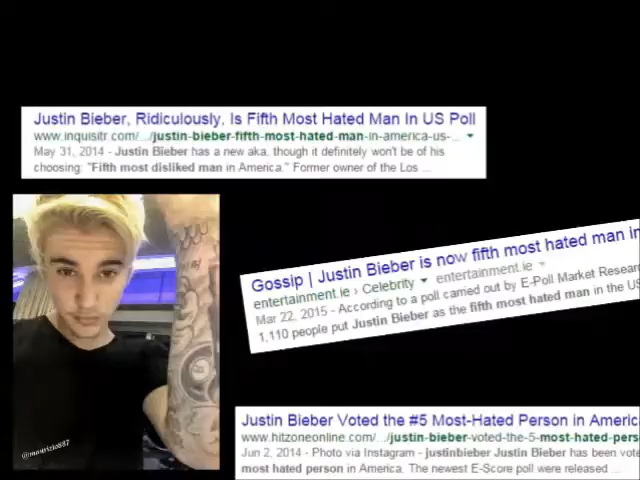 Justin Bieber, Ridiculously, Is Fifth Most Hated Man In US Poll
www.inquisitr.com/.../justin-bieber-fifth-most-hated-man-in-america-us-...
May 31, 2014 - Justin Bieber has a new aka, though it definitely won't be of his
choosing: "Fifth most disliked man in America." Former owner of the Los ...
Gossip | Justin Bieber is now fifth most hated man in
entertainment.ie › Celebrity entertainment.ie
Mar 22, 2015 - According to a poll carried out by E-Poll Market Resear
1,110 people put Justin Bieber as the fifth most hated man in the US
@maurizio887
Justin Bieber Voted the #5 Most-Hated Person in Americ
www.hitzoneonline.com/.../justin-bieber-voted-the-5-most-hated-pers
Jun 2, 2014 - Photo via Instagram - justinbieber Justin Bieber has been vote
most hated person in America. The newest E-Score poll were released ...